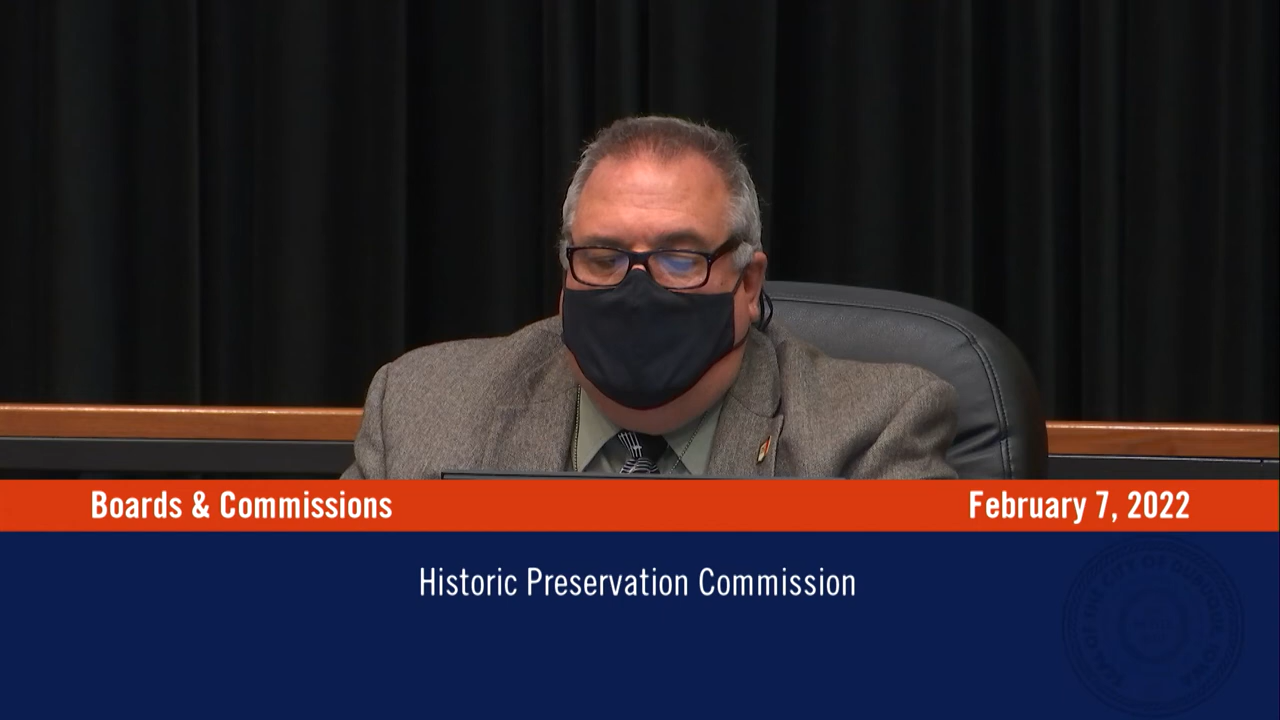 Boards & Commissions
February 7, 2022
Historic Preservation Commission